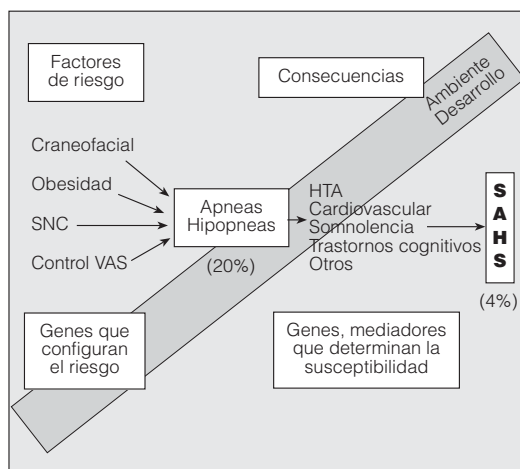 Factores
de riesgo
Consecuencias
Ambiente
Desarrollo
Craneofacial
Obesidad
SNC
Control VAS
Apneas
Hipopneas
(20%)
HTA
Cardiovascular
Somnolencia
Trastornos cognitivos
Otros
SAHS
(4%)
Genes que
configuran
el riesgo
Genes, mediadores
que determinan la
susceptibilidad